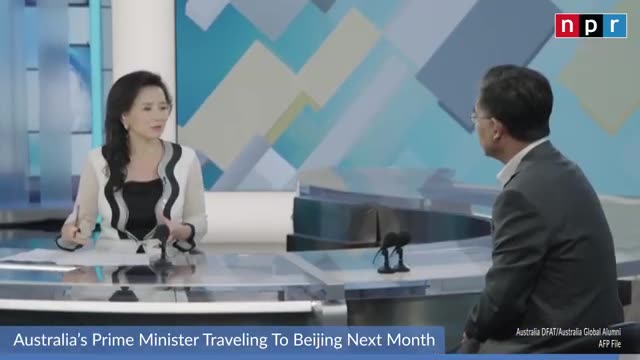 npr
Australia's Prime Minister Traveling To Beijing Next Month
Australia DFAT/Australia Global Alumni
AFP File